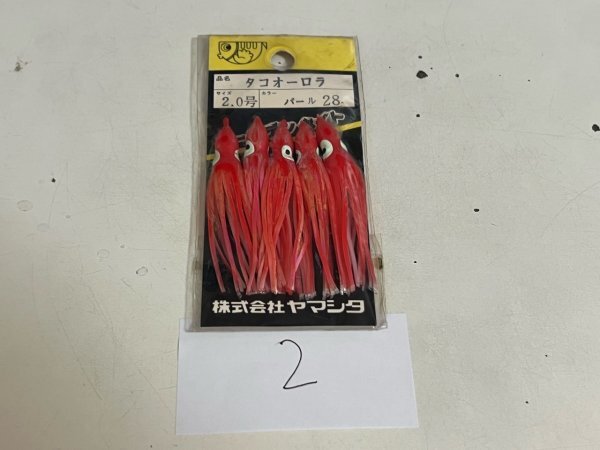 品名 タコオーロラ
サイズ 2.0号 カラー パール 28
株式会社ヤマシタ
2